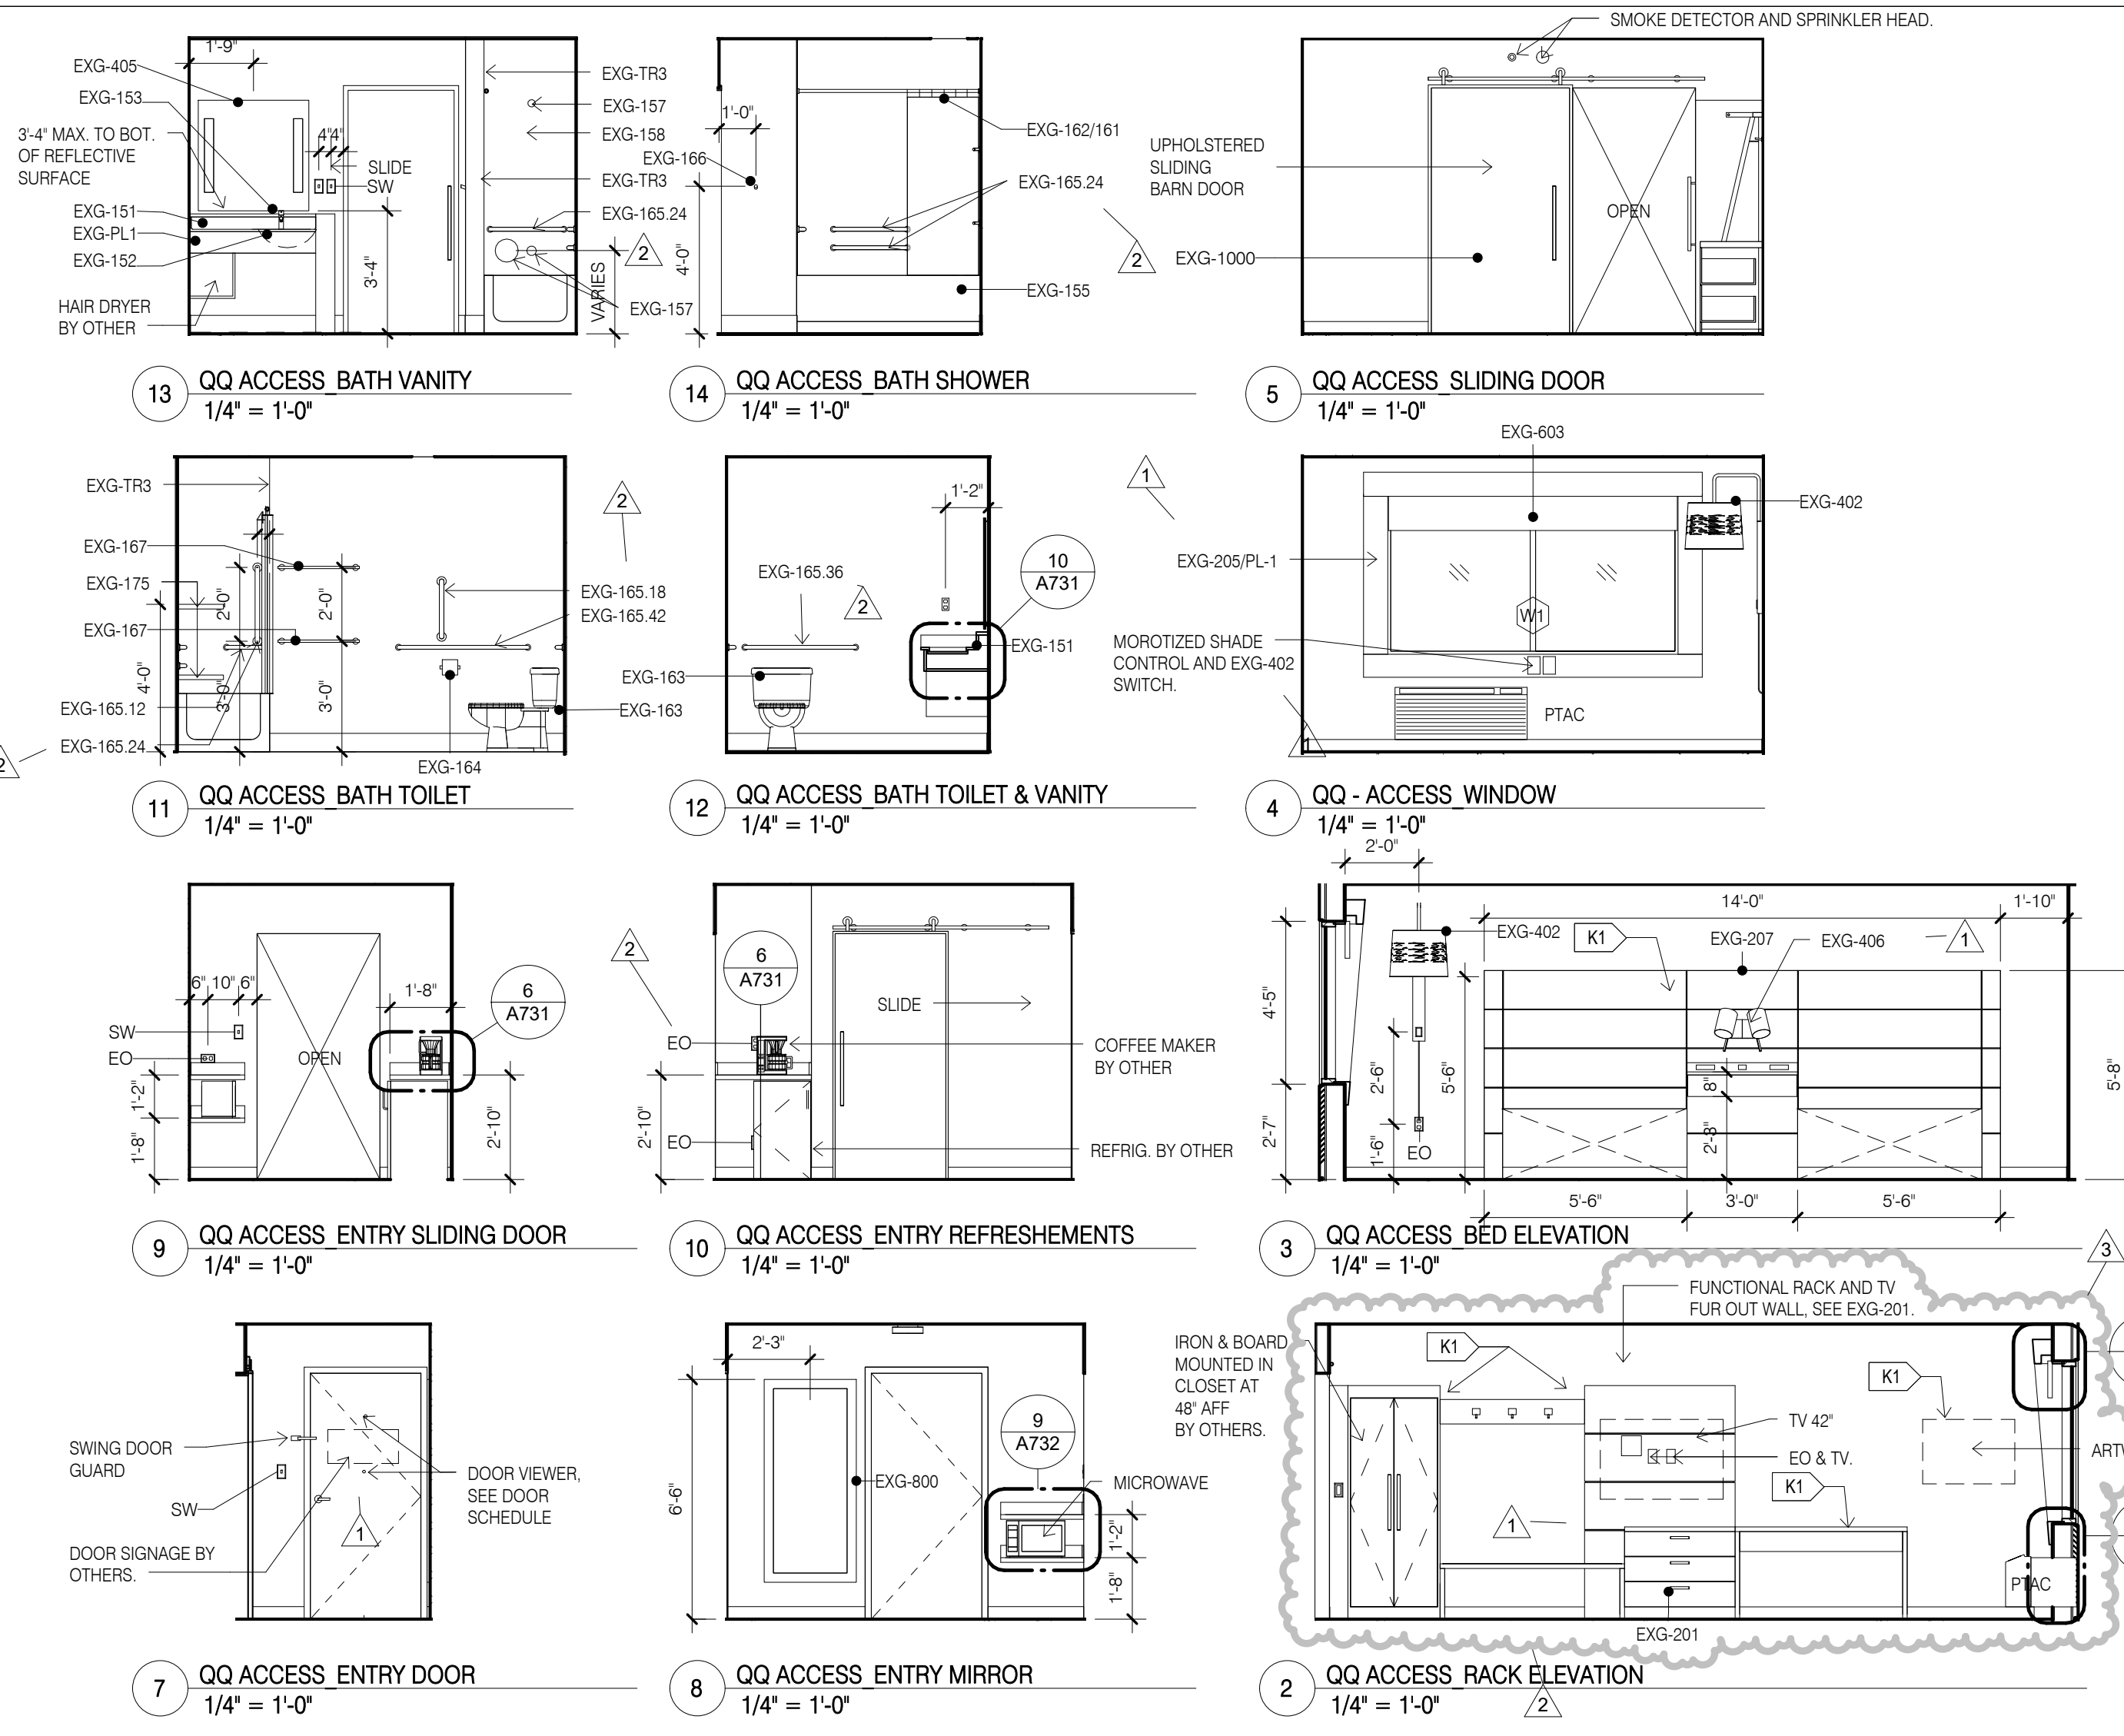 1'-9"
EXG-405
EXG-153
3'-4" MAX. TO BOT.
OF REFLECTIVE
SURFACE
4"
4"
SLIDE
SW
EXG-151
EXG-PL1
EXG-152
3'-4"
HAIR DRYER
BY OTHER
EXG-TR3
EXG-157
EXG-158
EXG-TR3
EXG-165.24
2
VARIES
EXG-157
13
QQ ACCESS_BATH VANITY
1/4" = 1'-0"
1'-0"
EXG-166
4'-0"
EXG-162/161
EXG-165.24
2
EXG-155
14
QQ ACCESS_BATH SHOWER
1/4" = 1'-0"
SMOKE DETECTOR AND SPRINKLER HEAD.
UPHOLSTERED
SLIDING
BARN DOOR
OPEN
EXG-1000
5
QQ ACCESS_SLIDING DOOR
1/4" = 1'-0"
EXG-TR3
4"
EXG-167
EXG-175
2'-0"
2'-0"
EXG-167
4'-0"
3'-0"
3'-0"
EXG-165.12
EXG-165.24
2
2
EXG-165.18
EXG-165.42
EXG-163
EXG-164
11
QQ ACCESS_BATH TOILET
1/4" = 1'-0"
1'-2"
EXG-165.36
2
10
A731
EXG-151
EXG-163
12
QQ ACCESS_BATH TOILET & VANITY
1/4" = 1'-0"
EXG-603
1
EXG-402
EXG-205/PL-1
W1
MOROTIZED SHADE
CONTROL AND EXG-402
SWITCH.
PTAC
1
4
QQ - ACCESS_WINDOW
1/4" = 1'-0"
6"
10"
6"
1'-8"
6
A731
SW
EO
OPEN
1'-2"
1'-8"
2'-10"
9
QQ ACCESS_ENTRY SLIDING DOOR
1/4" = 1'-0"
2
6
A731
SLIDE
EO
COFFEE MAKER
BY OTHER
2'-10"
EO
REFRIG. BY OTHER
10
QQ ACCESS_ENTRY REFRESHEMENTS
1/4" = 1'-0"
2'-0"
14'-0"
1'-10"
EXG-402
K1
EXG-207
EXG-406
1
4'-5"
2'-6"
5'-6"
8"
5'-8"
2'-7"
1'-6"
EO
2'-3"
5'-6"
3'-0"
5'-6"
3
QQ ACCESS_BED ELEVATION
1/4" = 1'-0"
3
SWING DOOR
GUARD
SW
DOOR VIEWER,
SEE DOOR
SCHEDULE
1
DOOR SIGNAGE BY
OTHERS.
7
QQ ACCESS_ENTRY DOOR
1/4" = 1'-0"
2'-3"
6'-6"
EXG-800
9
A732
MICROWAVE
1'-2"
1'-8"
8
QQ ACCESS_ENTRY MIRROR
1/4" = 1'-0"
FUNCTIONAL RACK AND TV
FUR OUT WALL, SEE EXG-201.
IRON & BOARD
MOUNTED IN
CLOSET AT
48" AFF
BY OTHERS.
K1
K1
TV 42"
EO & TV.
K1
1
PTAC
EXG-201
2
QQ ACCESS_RACK ELEVATION
1/4" = 1'-0"
2